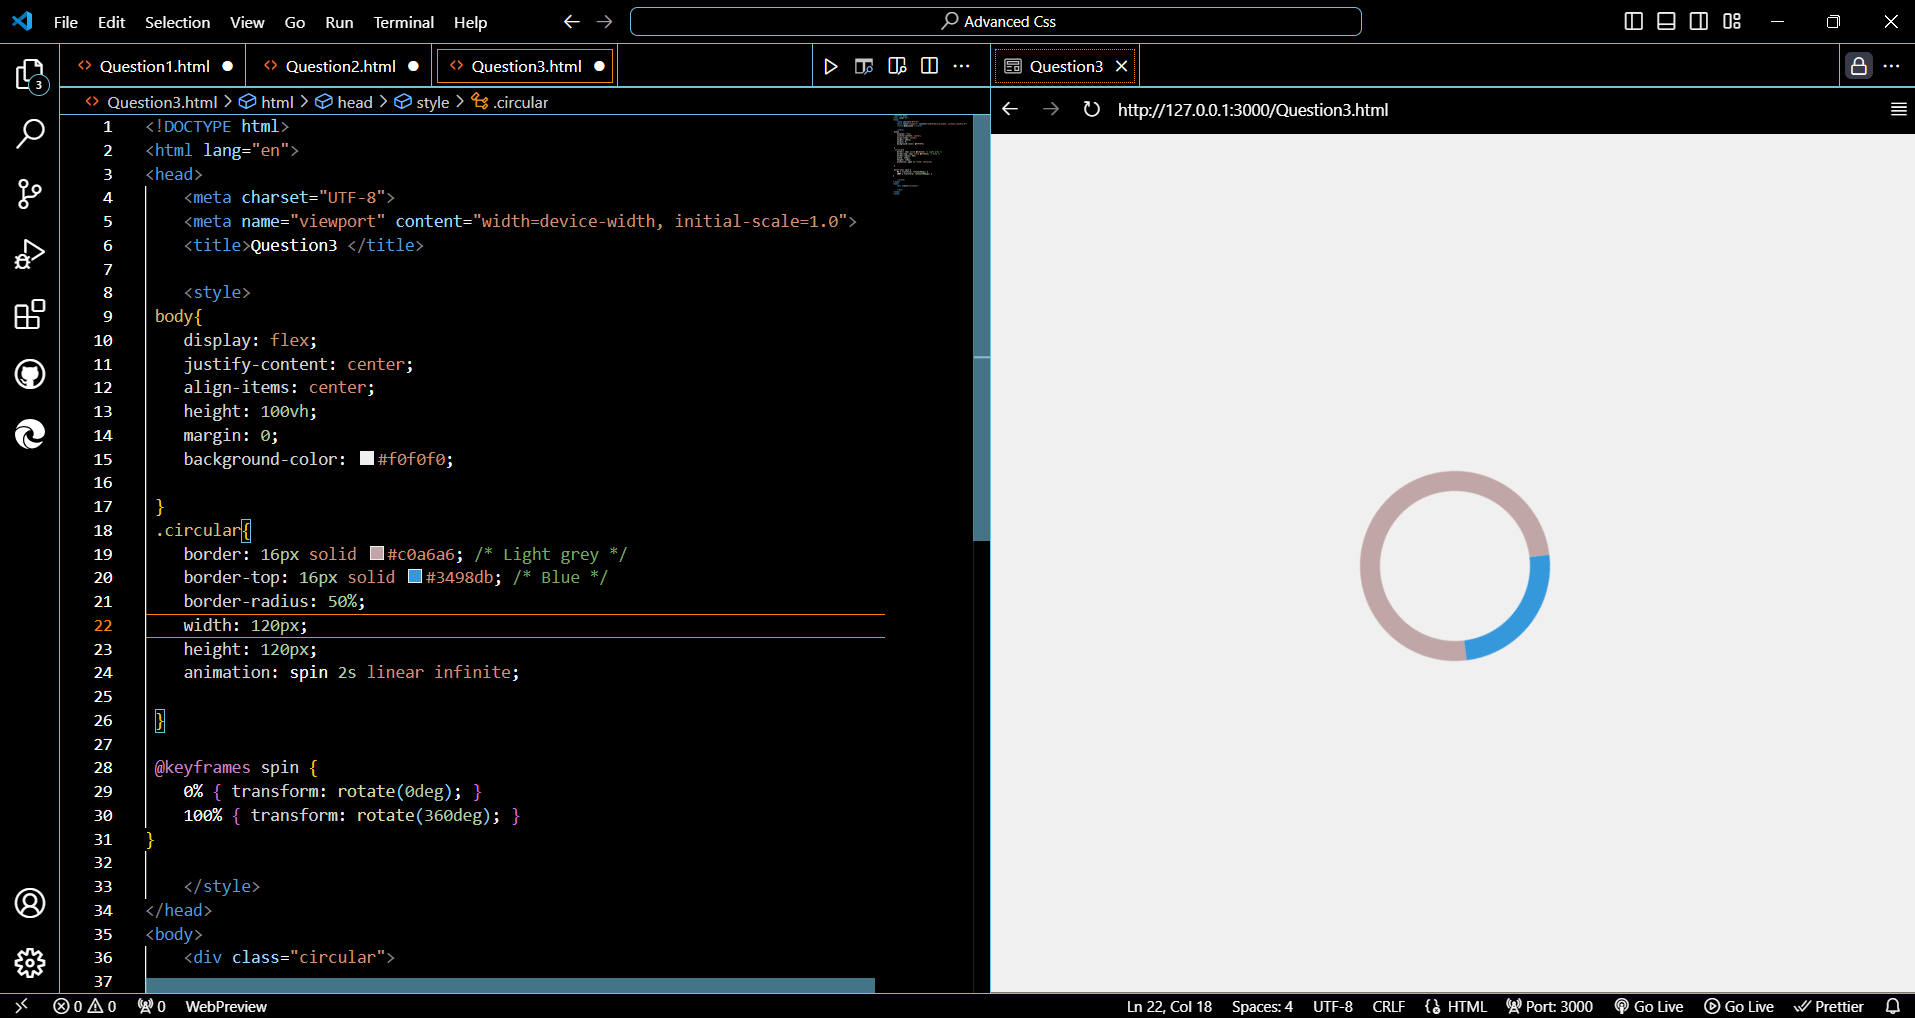 File Edit Selection View Go Run Terminal Help
Advanced Css
Question1.html
Question2.html
Question3.html
Question3
3
Question3.html > html > head > style > .circular
http://127.0.0.1:3000/Question3.html
1 <!DOCTYPE html>
2 <html lang="en">
3 <head>
4 <meta charset="UTF-8">
5 <meta name="viewport" content="width=device-width, initial-scale=1.0">
6 <title>Question3 </title>
7
8 <style>
9 body{
10 display: flex;
11 justify-content: center;
12 align-items: center;
13 height: 100vh;
14 margin: 0;
15 background-color: #f0f0f0;
16
17 }
18 .circular{
19 border: 16px solid #c0a6a6; /* Light grey */
20 border-top: 16px solid #3498db; /* Blue */
21 border-radius: 50%;
22 width: 120px;
23 height: 120px;
24 animation: spin 2s linear infinite;
25
26 }
27
28 @keyframes spin {
29 0% { transform: rotate(0deg); }
30 100% { transform: rotate(360deg); }
31 }
32
33 </style>
34 </head>
35 <body>
36 <div class="circular">
37
0 0 0 WebPreview Ln 22, Col 18 Spaces: 4 UTF-8 CRLF HTML Port: 3000 Go Live Go Live Prettier